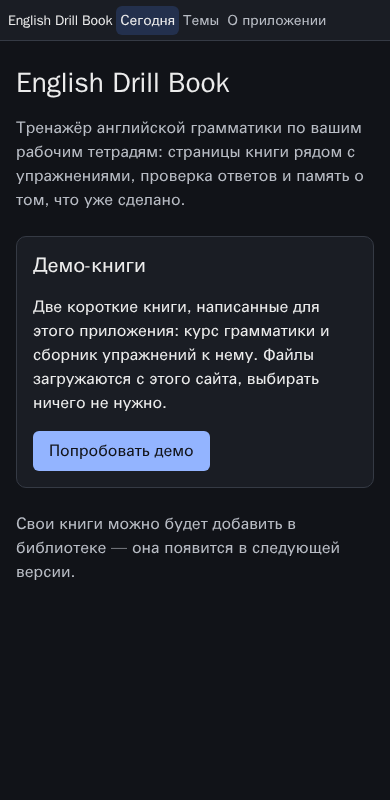 English Drill Book Сегодня Темы О приложении
English Drill Book
Тренажёр английской грамматики по вашим
рабочим тетрадям: страницы книги рядом с
упражнениями, проверка ответов и память о
том, что уже сделано.
Демо-книги
Две короткие книги, написанные для
этого приложения: курс грамматики и
сборник упражнений к нему. Файлы
загружаются с этого сайта, выбирать
ничего не нужно.
Попробовать демо
Свои книги можно будет добавить в
библиотеке — она появится в следующей
версии.